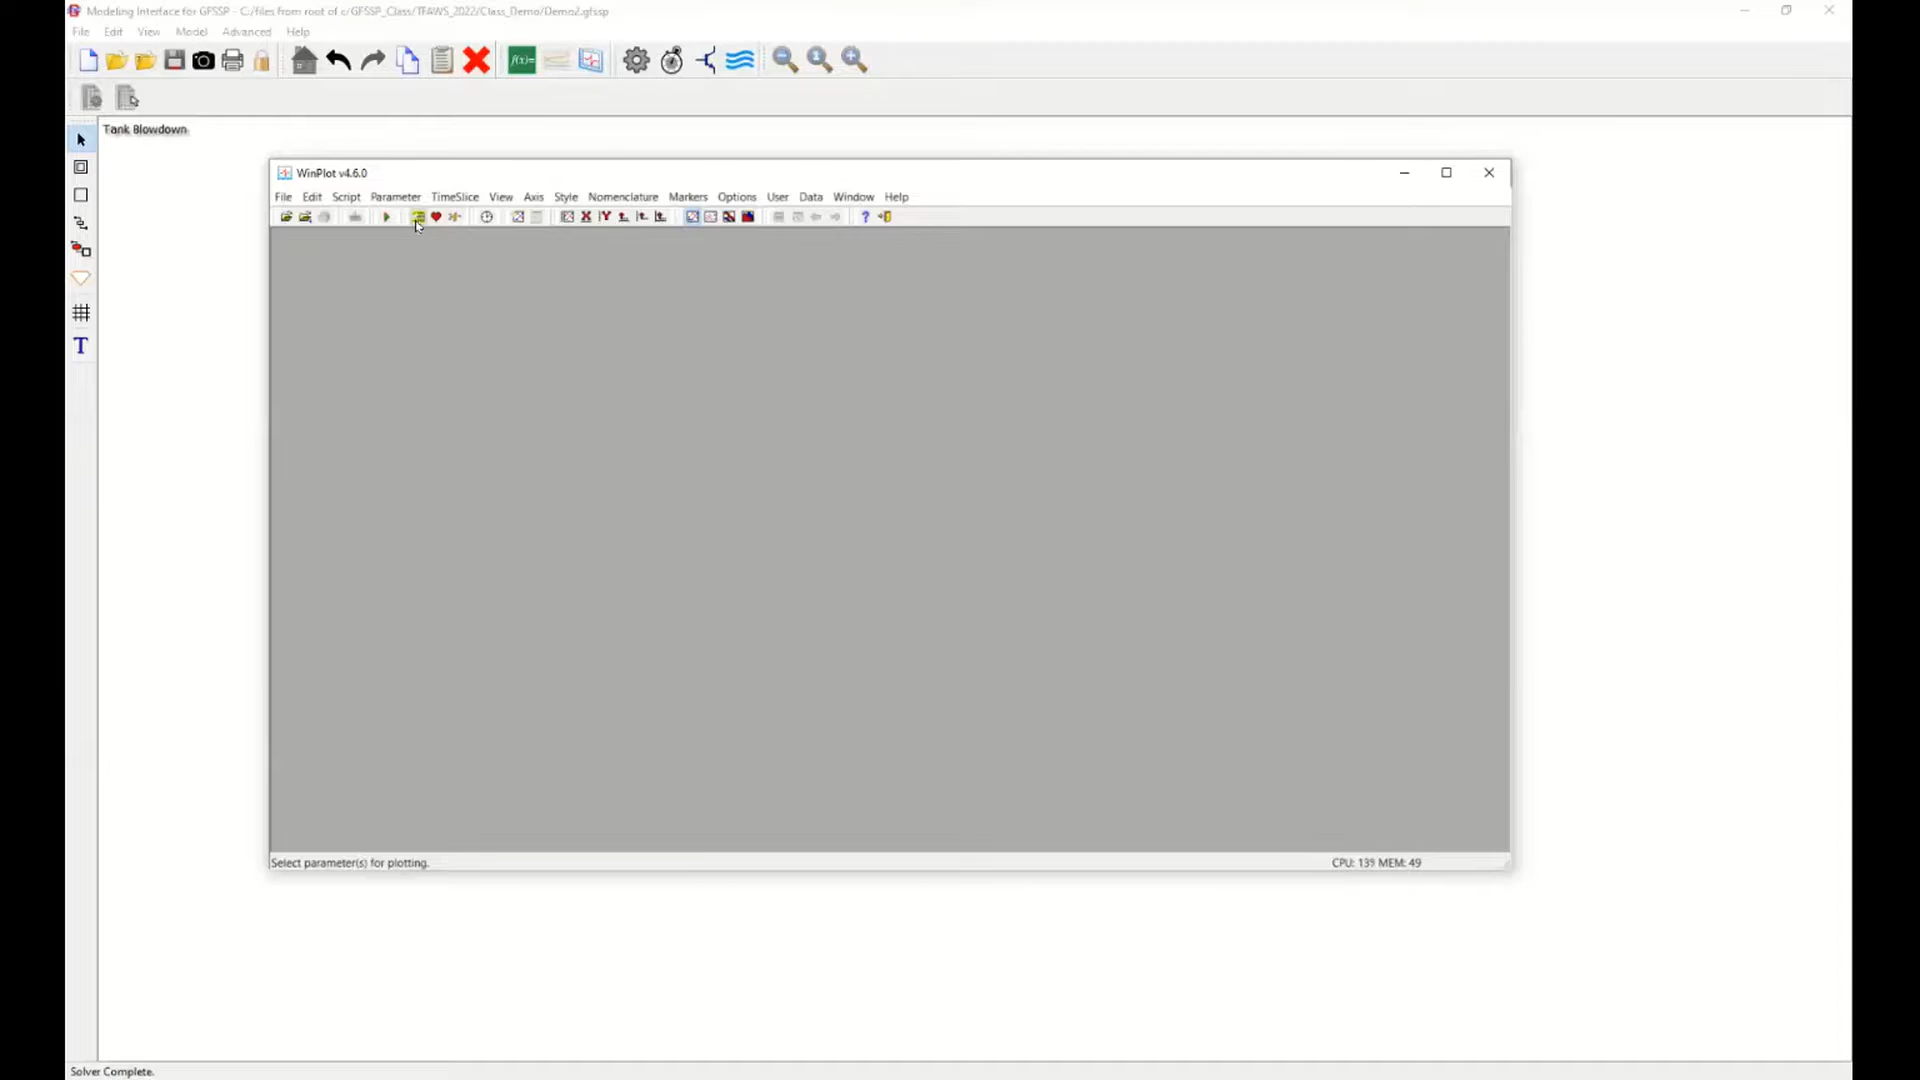 Modeling Interface for GFSSP - C:/files from root of c/GFSSP_Class/TFAWS_2022/Class_Demo/Demo2.gfssp
File Edit View Model Advanced Help
f(x)=
1
Tank Blowdown
WinPlot v4.6.0
File Edit Script Parameter TimeSlice View Axis Style Nomenclature Markers Options User Data Window Help
T
Select parameter(s) for plotting.
CPU: 139 MEM: 49
Solver Complete.